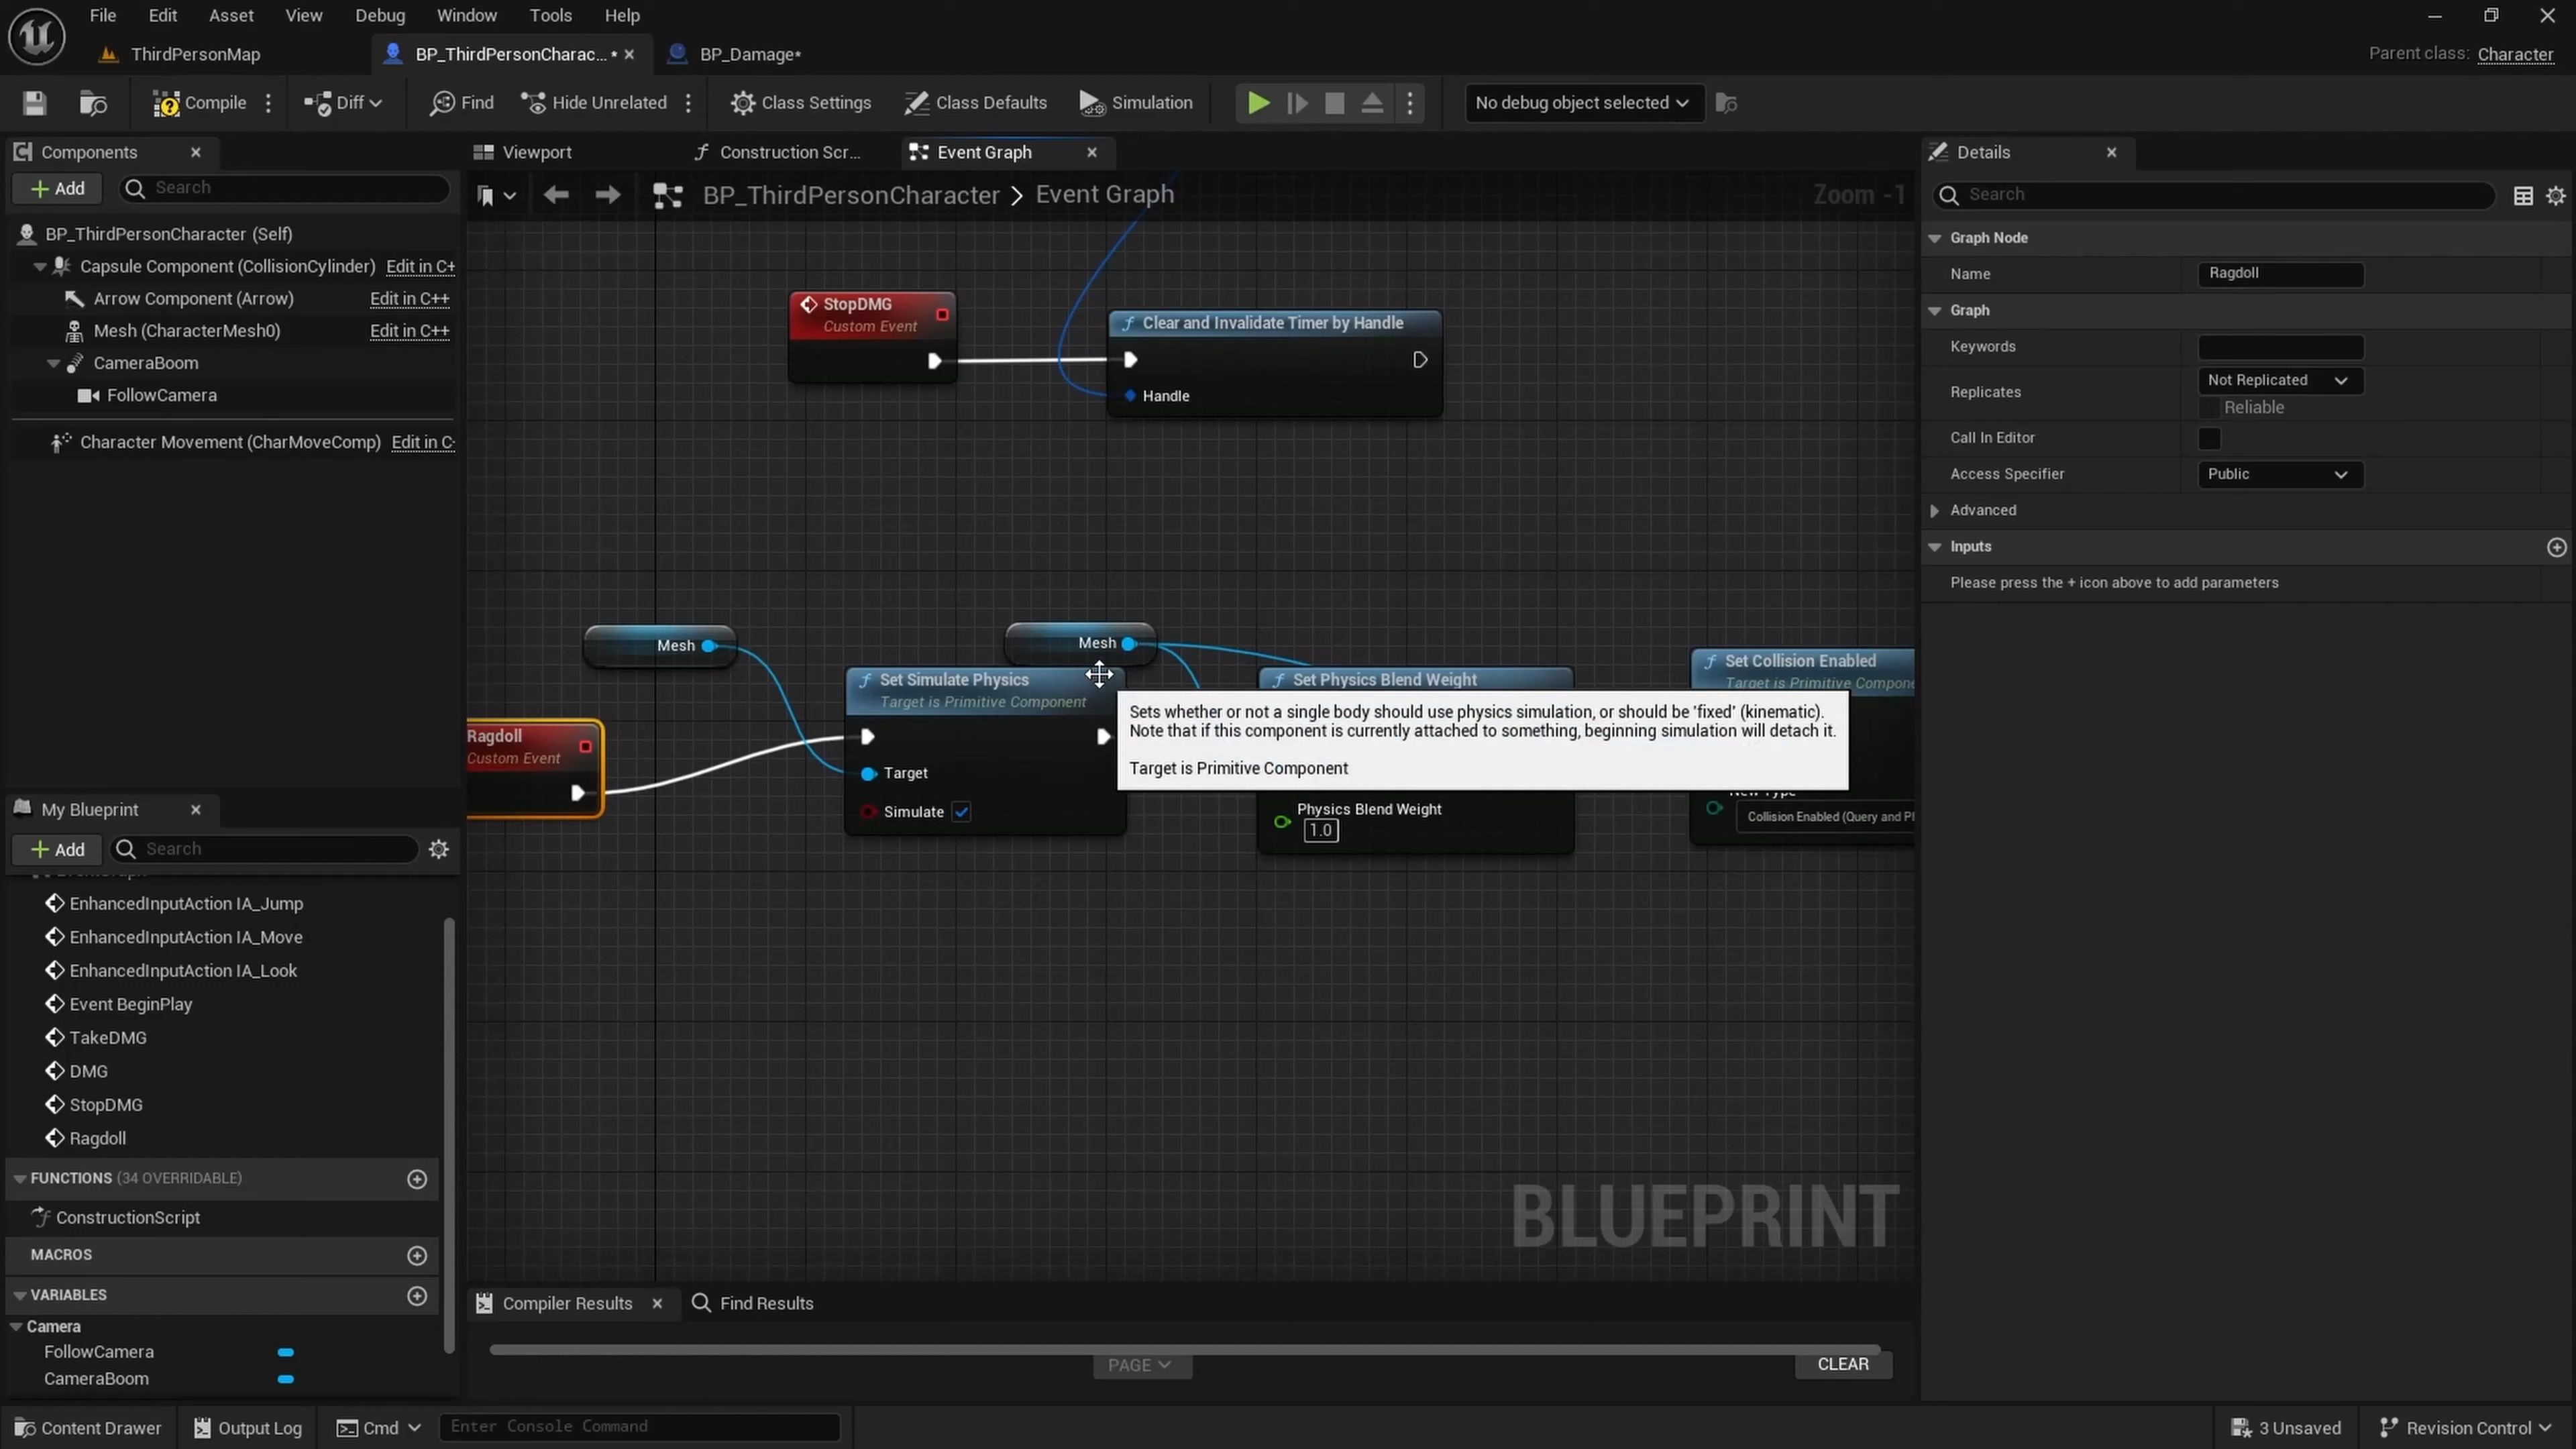 File Edit Asset View Debug Window Tools Help
ThirdPersonMap
BP_ThirdPersonCharac... *
BP_Damage*
Parent class: Character
Compile
Diff
Find
Hide Unrelated
Class Settings
Class Defaults
Simulation
No debug object selected
Components
Add
Search
BP_ThirdPersonCharacter (Self)
Capsule Component (CollisionCylinder) Edit in C+
Arrow Component (Arrow) Edit in C++
Mesh (CharacterMesh0) Edit in C++
CameraBoom
FollowCamera
Character Movement (CharMoveComp) Edit in C
My Blueprint
Add
Search
EnhancedInputAction IA_Jump
EnhancedInputAction IA_Move
EnhancedInputAction IA_Look
Event BeginPlay
TakeDMG
DMG
StopDMG
Ragdoll
FUNCTIONS (34 OVERRIDABLE)
ConstructionScript
MACROS
VARIABLES
Camera
FollowCamera
CameraBoom
Viewport
Construction Scr...
Event Graph
BP_ThirdPersonCharacter > Event Graph
Zoom -1
StopDMG
Custom Event
Clear and Invalidate Timer by Handle
Handle
Mesh
Mesh
Set Simulate Physics
Target is Primitive Component
Target
Simulate
Ragdoll
Custom Event
Set Physics Blend Weight
Physics Blend Weight
1.0
Set Collision Enabled
Target is Primitive Compone
New Type
Collision Enabled (Query and P
Sets whether or not a single body should use physics simulation, or should be 'fixed' (kinematic).
Note that if this component is currently attached to something, beginning simulation will detach it.
Target is Primitive Component
BLUEPRINT
Compiler Results
Find Results
PAGE
CLEAR
Details
Search
Graph Node
Name Ragdoll
Graph
Keywords
Replicates Not Replicated
Reliable
Call In Editor
Access Specifier Public
Advanced
Inputs
Please press the + icon above to add parameters
Content Drawer
Output Log
Cmd
Enter Console Command
3 Unsaved
Revision Control